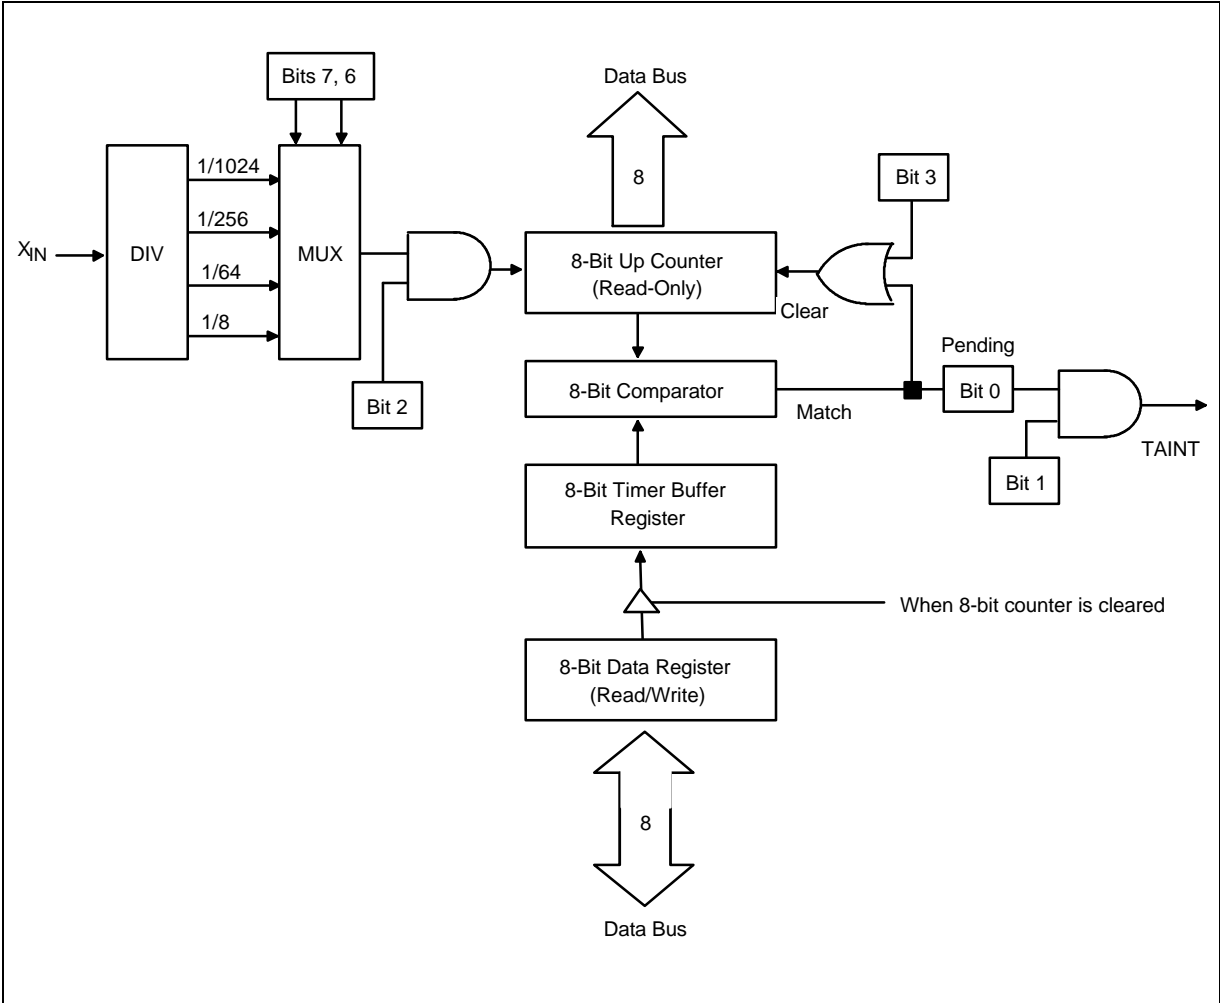 Bits 7, 6
Data Bus
8
Bit 3
1/1024
1/256
1/64
1/8
XIN
DIV
MUX
8-Bit Up Counter
(Read-Only)
Clear
Pending
Bit 2
8-Bit Comparator
Match
Bit 0
TAINT
Bit 1
8-Bit Timer Buffer
Register
When 8-bit counter is cleared
8-Bit Data Register
(Read/Write)
8
Data Bus